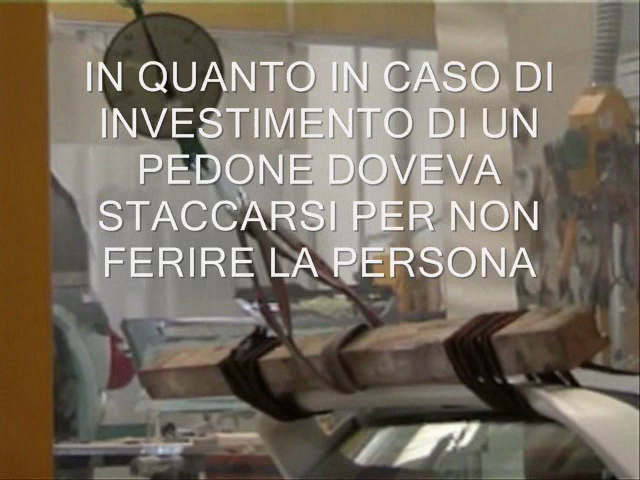 IN QUANTO IN CASO DI
INVESTIMENTO DI UN
PEDONE DOVEVA
STACCARSI PER NON
FERIRE LA PERSONA